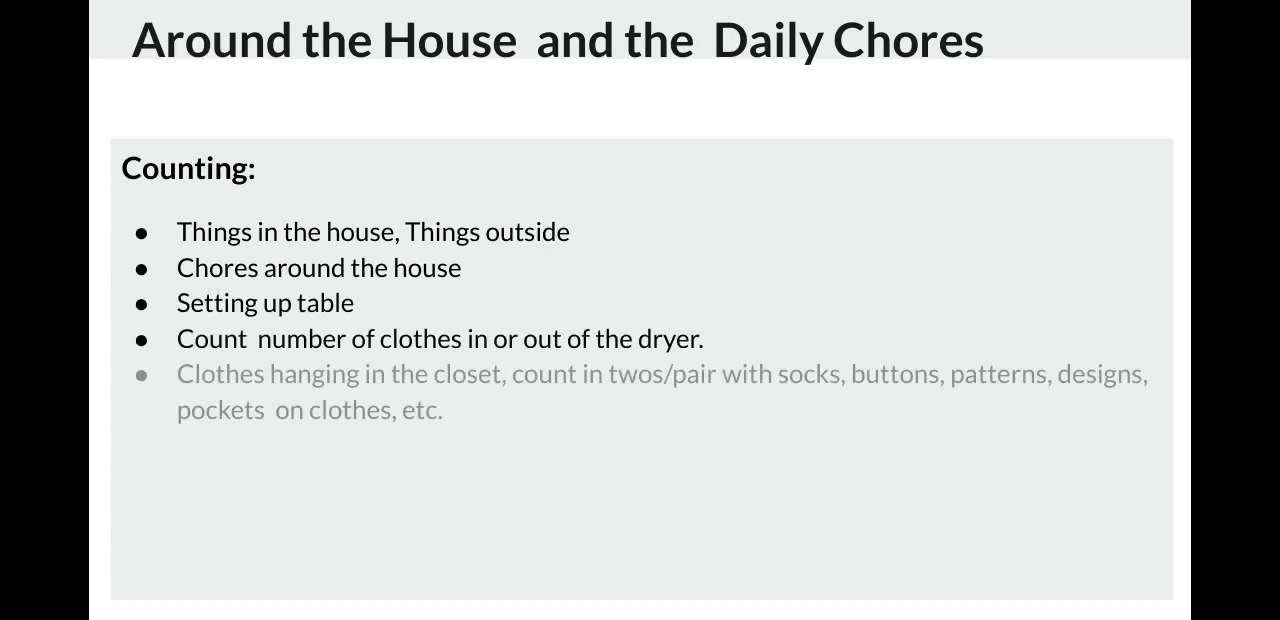 Around the House  and the  Daily Chores
Counting:
● Things in the house, Things outside
● Chores around the house
● Setting up table
● Count  number of clothes in or out of the dryer.
● Clothes hanging in the closet, count in twos/pair with socks, buttons, patterns, designs,
pockets  on clothes, etc.